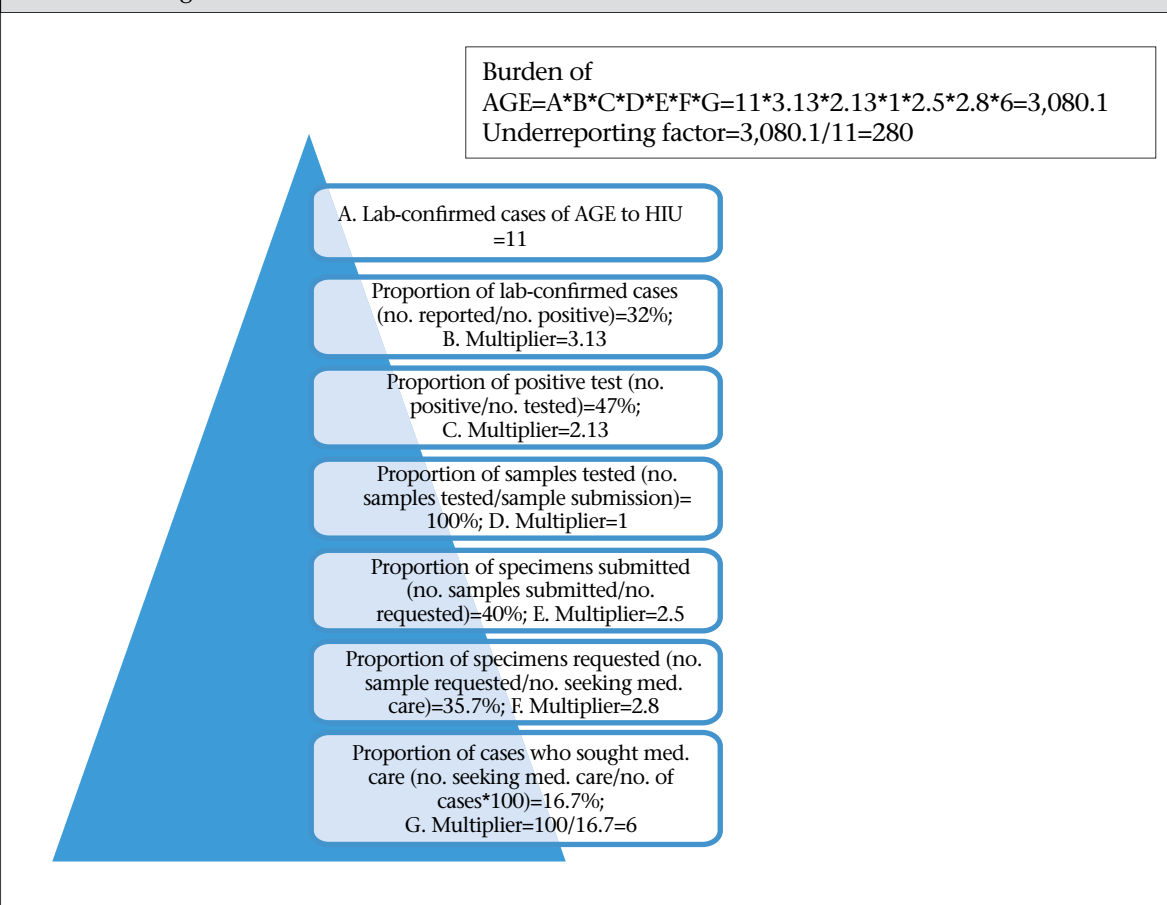 Burden of
AGE=A*B*C*D*E*F*G=11*3.13*2.13*1*2.5*2.8*6=3,080.1
Underreporting factor=3,080.1/11=280
A. Lab-confirmed cases of AGE to HIU
=11
Proportion of lab-confirmed cases
(no. reported/no. positive)=32%;
B. Multiplier=3.13
Proportion of positive test (no.
positive/no. tested)=47%;
C. Multiplier=2.13
Proportion of samples tested (no.
samples tested/sample submission)=
100%; D. Multiplier=1
Proportion of specimens submitted
(no. samples submitted/no.
requested)=40%; E. Multiplier=2.5
Proportion of specimens requested (no.
sample requested/no. seeking med.
care)=35.7%; F. Multiplier=2.8
Proportion of cases who sought med.
care (no. seeking med. care/no. of
cases*100)=16.7%;
G. Multiplier=100/16.7=6